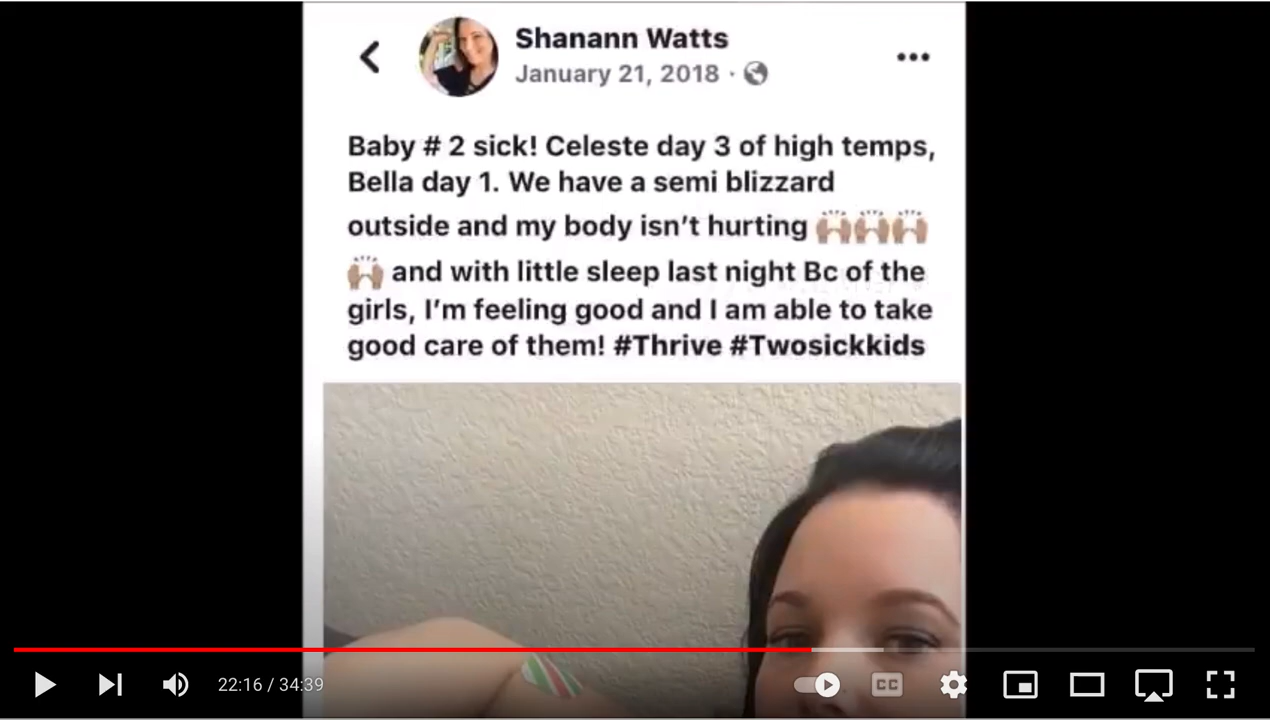 Shanann Watts
January 21, 2018 ·
Baby # 2 sick! Celeste day 3 of high temps,
Bella day 1. We have a semi blizzard
outside and my body isn’t hurting 🙌🏽🙌🏽🙌🏽
🙌🏽 and with little sleep last night Bc of the
girls, I’m feeling good and I am able to take
good care of them! #Thrive #Twosickkids
22:16 / 34:39
CC